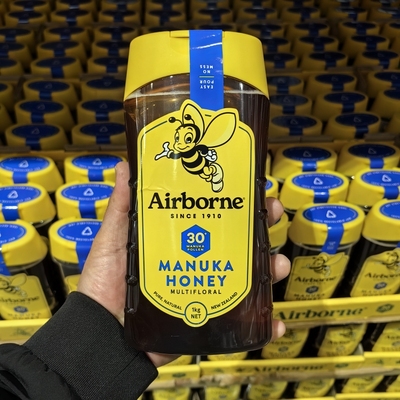 EASY
POUR
NO
MESS
Airborne
SINCE 1910
30+
MANUKA
POLLEN
MANUKA
HONEY
MULTIFLORAL
PURE, NATURAL
NEW ZEALAND
1kg
NET
Airborne